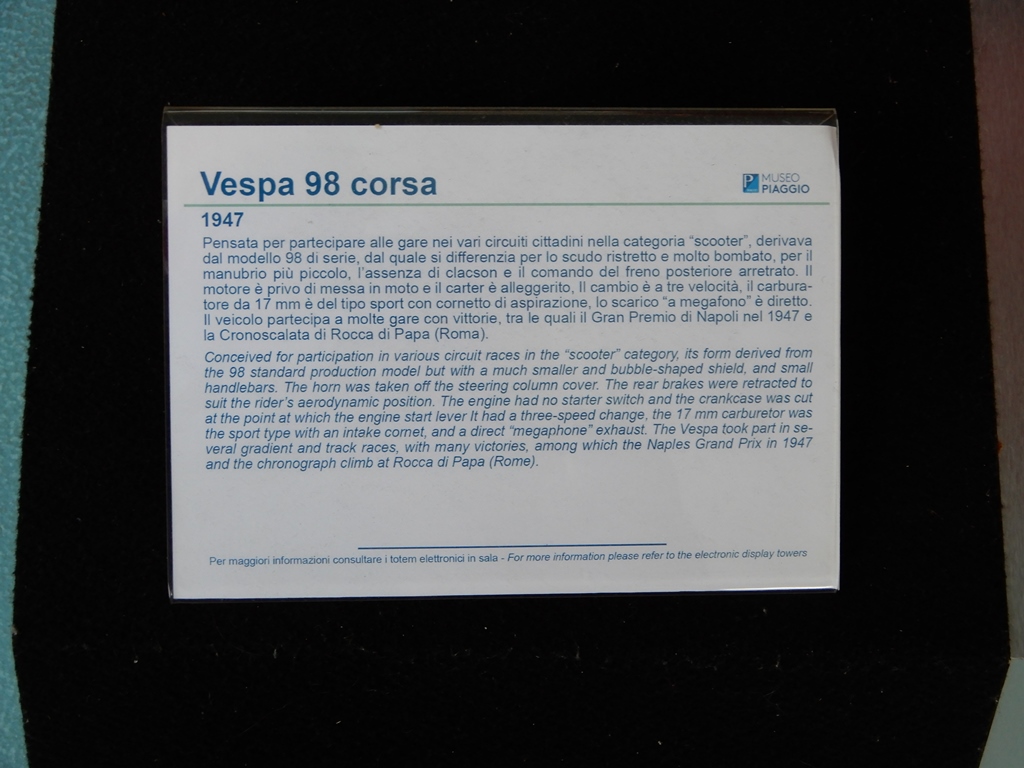 Vespa 98 corsa
P MUSEO
PIAGGIO
1947
Pensata per partecipare alle gare nei vari circuiti cittadini nella categoria “scooter”, derivava
dal modello 98 di serie, dal quale si differenzia per lo scudo ristretto e molto bombato, per il
manubrio più piccolo, l’assenza di clacson e il comando del freno posteriore arretrato. Il
motore è privo di messa in moto e il carter è alleggerito, Il cambio è a tre velocità, il carbura-
tore da 17 mm è del tipo sport con cornetto di aspirazione, lo scarico “a megafono” è diretto.
Il veicolo partecipa a molte gare con vittorie, tra le quali il Gran Premio di Napoli nel 1947 e
la Cronoscalata di Rocca di Papa (Roma).
Conceived for participation in various circuit races in the “scooter” category, its form derived from
the 98 standard production model but with a much smaller and bubble-shaped shield, and small
handlebars. The horn was taken off the steering column cover. The rear brakes were retracted to
suit the rider’s aerodynamic position. The engine had no starter switch and the crankcase was cut
at the point at which the engine start lever It had a three-speed change, the 17 mm carburetor was
the sport type with an intake cornet, and a direct “megaphone” exhaust. The Vespa took part in se-
veral gradient and track races, with many victories, among which the Naples Grand Prix in 1947
and the chronograph climb at Rocca di Papa (Rome).
Per maggiori informazioni consultare i totem elettronici in sala - For more information please refer to the electronic display towers